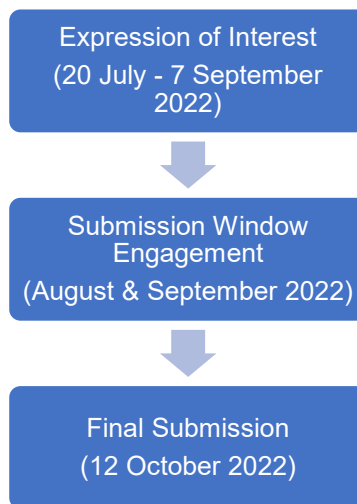 Expression of Interest
(20 July - 7 September
2022)
Submission Window
Engagement
(August & September 2022)
Final Submission
(12 October 2022)